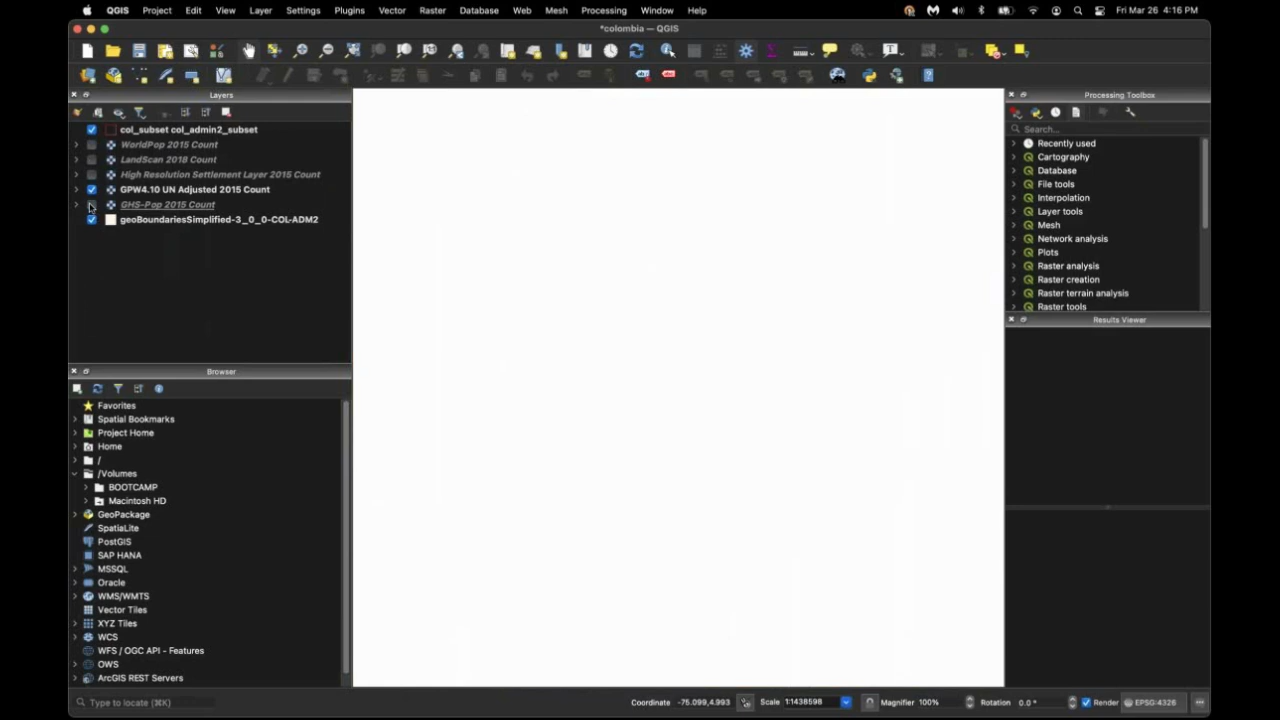 QGIS Project Edit View Layer Settings Plugins Vector Raster Database Web Mesh Processing Window Help Fri Mar 26 4:16 PM
*colombia — QGIS
Layers
col_subset col_admin2_subset
WorldPop 2015 Count
LandScan 2018 Count
High Resolution Settlement Layer 2015 Count
GPW4.10 UN Adjusted 2015 Count
GHS-Pop 2015 Count
geoBoundariesSimplified-3_0_0-COL-ADM2
Browser
Favorites
Spatial Bookmarks
Project Home
Home
/
/Volumes
BOOTCAMP
Macintosh HD
GeoPackage
SpatiaLite
PostGIS
SAP HANA
MSSQL
Oracle
WMS/WMTS
Vector Tiles
XYZ Tiles
WCS
WFS / OGC API - Features
OWS
ArcGIS REST Servers
Processing Toolbox
Search...
Recently used
Cartography
Database
File tools
Interpolation
Layer tools
Mesh
Network analysis
Plots
Raster analysis
Raster creation
Raster terrain analysis
Raster tools
Results Viewer
Type to locate (⌘K) Coordinate -75.099,4.993 Scale 1:1438598 Magnifier 100% Rotation 0.0 ° Render EPSG:4326